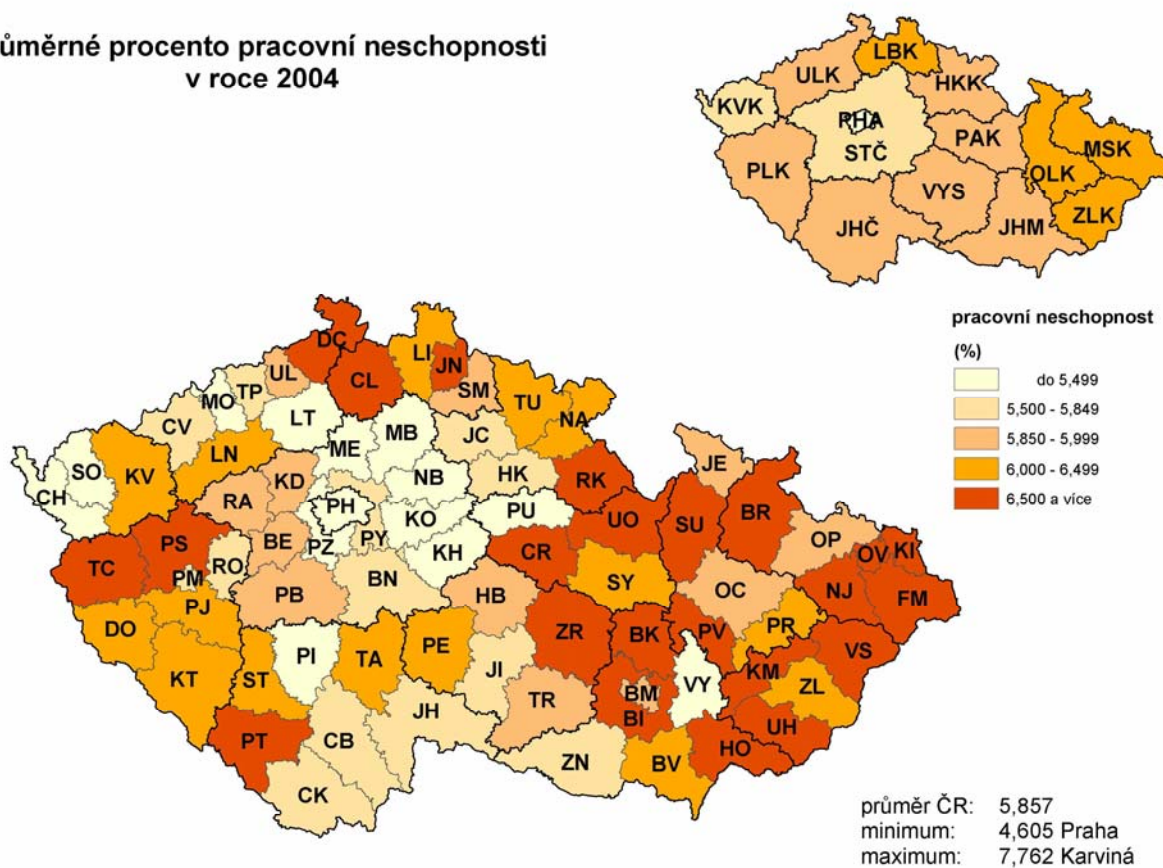 ůměrné procento pracovní neschopnosti
v roce 2004
LBK
ULK
HKK
KVK
PHA
PAK
MSK
STČ
PLK
OLK
VYS
ZLK
JHČ
JHM
pracovní neschopnost
(%)
do 5,499
5,500 - 5,849
5,850 - 5,999
6,000 - 6,499
6,500 a více
DC
LI
JN
UL
CL
TP
SM
MO
TU
LT
NA
CV
MB
JC
ME
LN
SO
KV
KD
NB
HK
JE
CH
RA
RK
PH
PU
BR
KO
UO
SU
PS
BE
PY
OP
RO
PZ
KH
CR
OV
KI
TC
PM
BN
SY
OC
NJ
FM
PJ
PB
HB
DO
ZR
BK
PV
PR
PI
TA
PE
VS
KT
ST
JI
KM
VY
ZL
BM
TR
JH
BI
UH
PT
CB
HO
ZN
BV
CK
průměr ČR: 5,857
minimum: 4,605 Praha
maximum: 7,762 Karviná